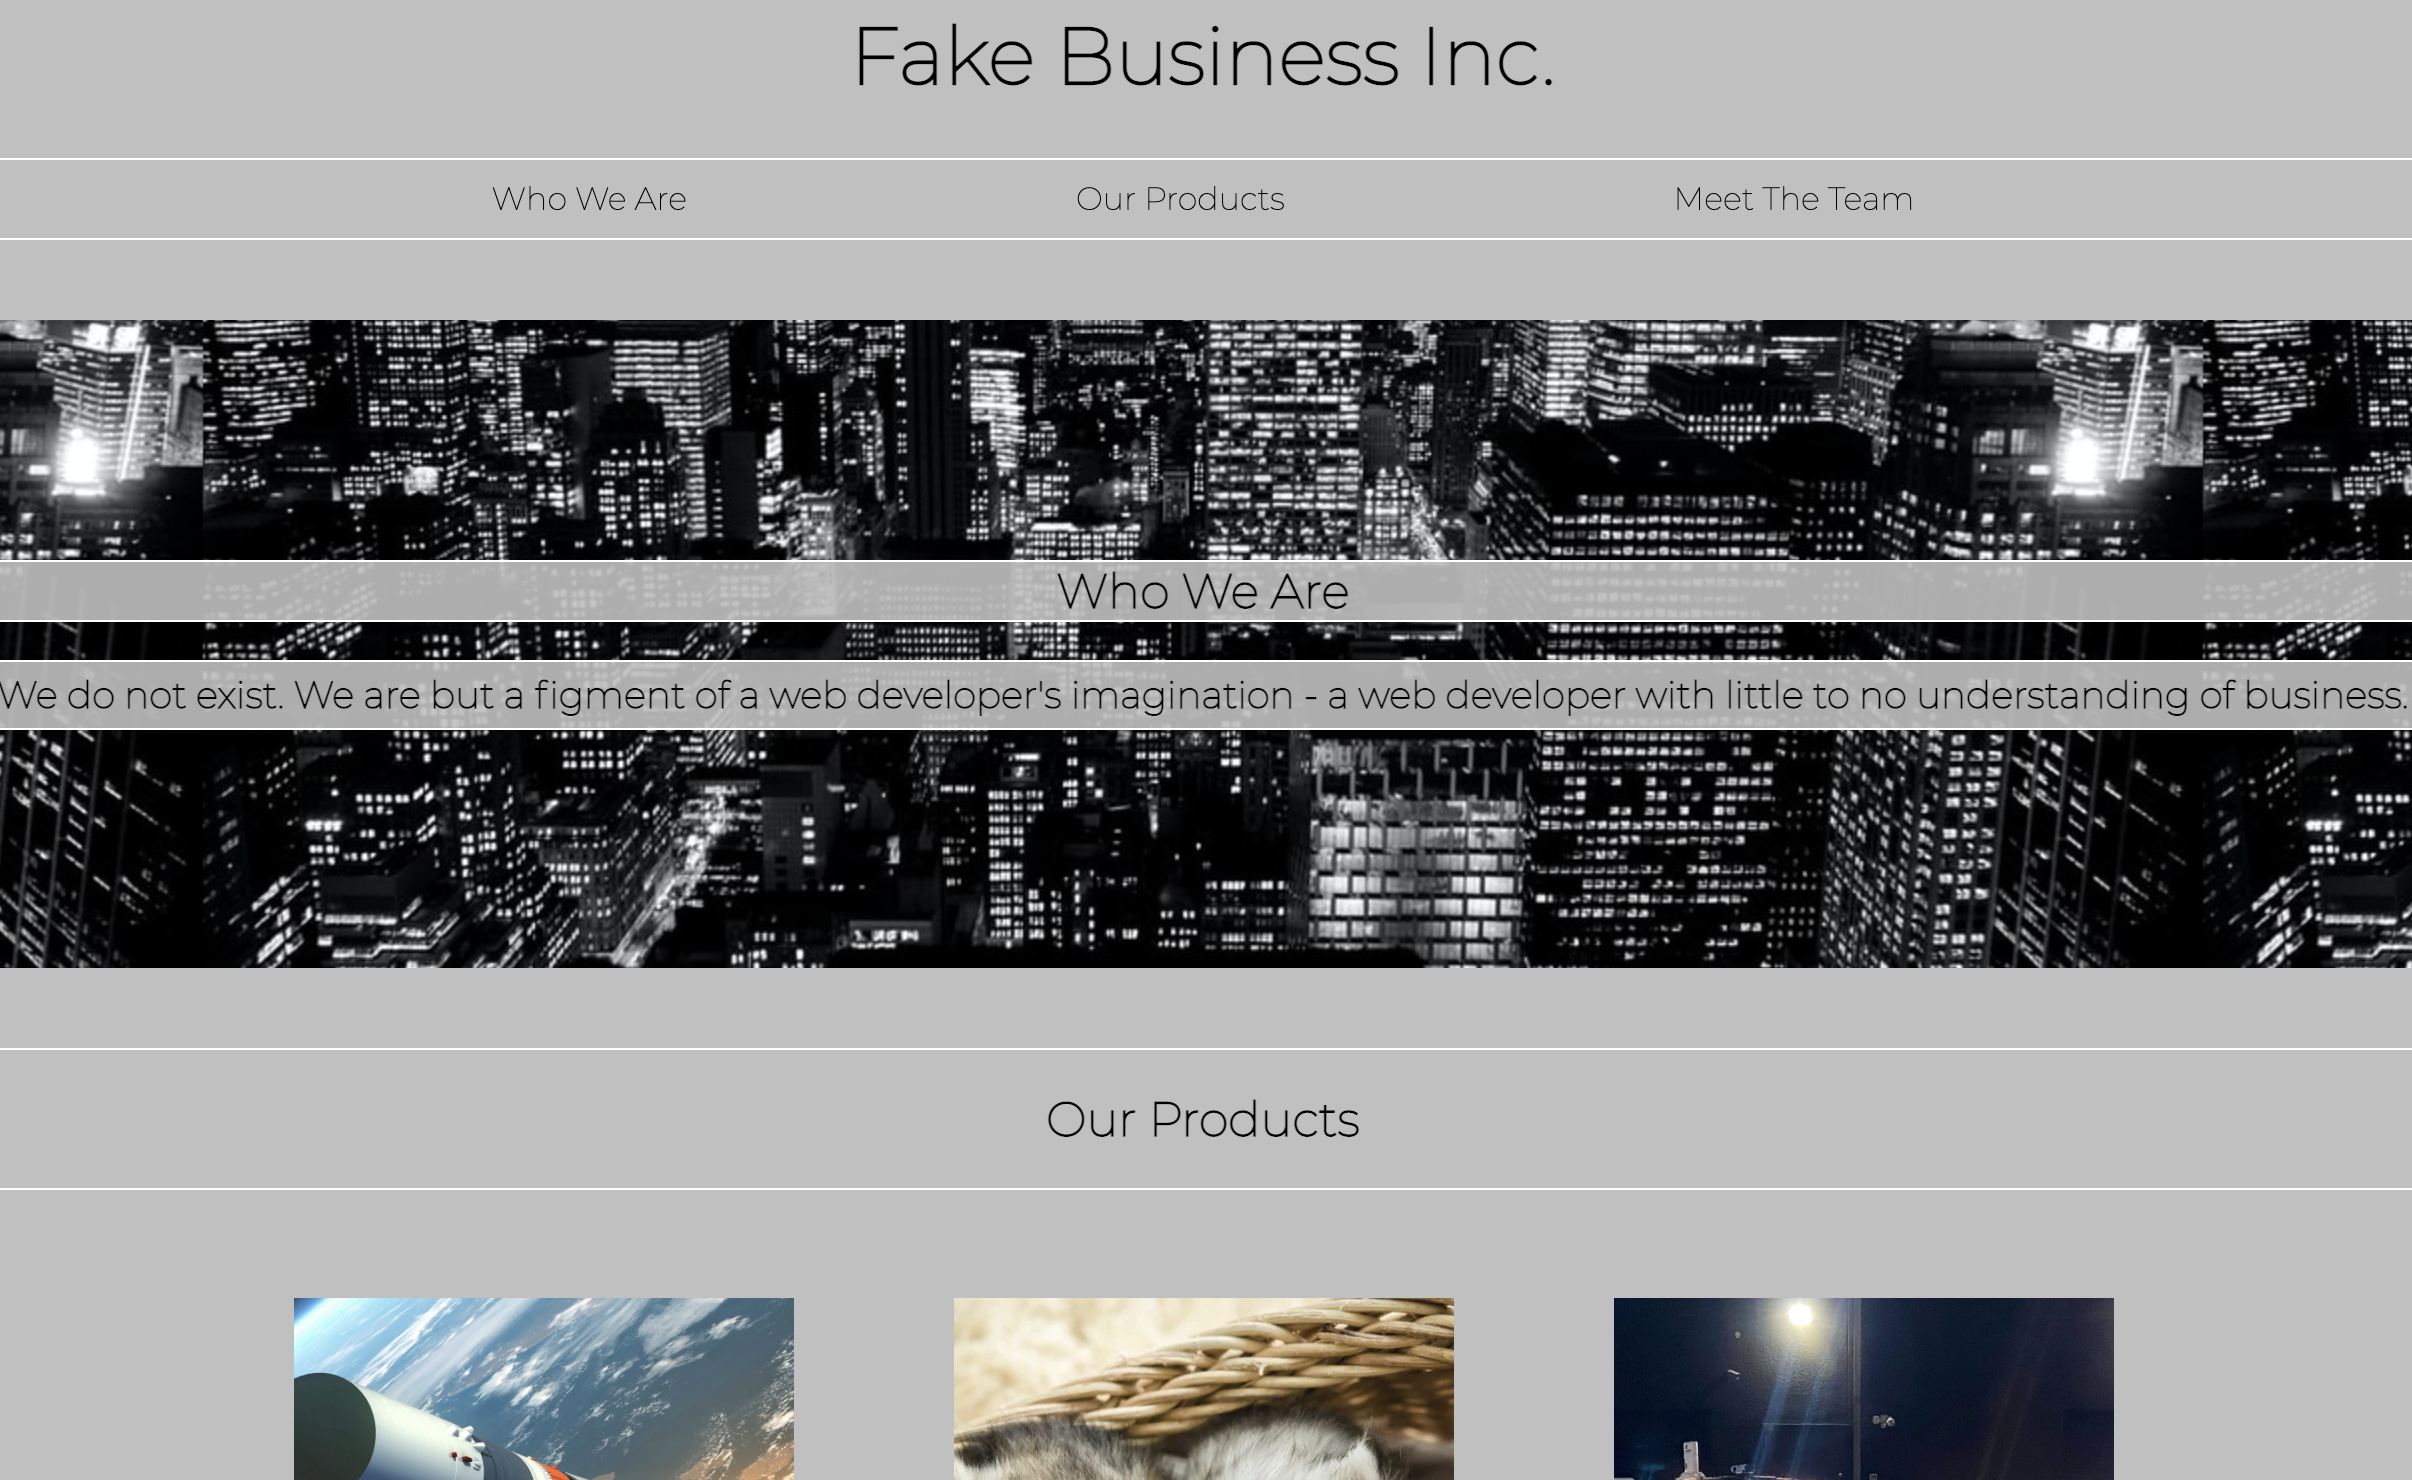 Fake Business Inc.
Who We Are
Our Products
Meet The Team
Who We Are
We do not exist. We are but a figment of a web developer's imagination - a web developer with little to no understanding of business.
Our Products